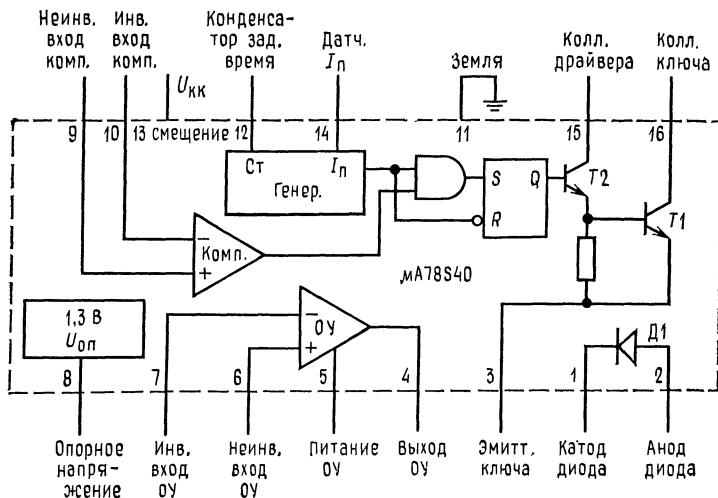 Неинв.
вход
комп.
Инв.
вход
комп.
Uкк
Конденса-
тор зад.
время
Датч.
Iп
Земля
Колл.
драйвера
Колл.
ключа
9
10
13 смещение
12
14
11
15
16
Ст
Iп
Генер.
S
Q
R
T2
T1
−
Комп.
+
μA78S40
1,3 В
Uоп
−
ОУ
+
Д1
8
7
6
5
4
3
1
2
Опорное
напря-
жение
Инв.
вход
ОУ
Неинв.
вход
ОУ
Питание
ОУ
Выход
ОУ
Эмитт.
ключа
Катод
диода
Анод
диода